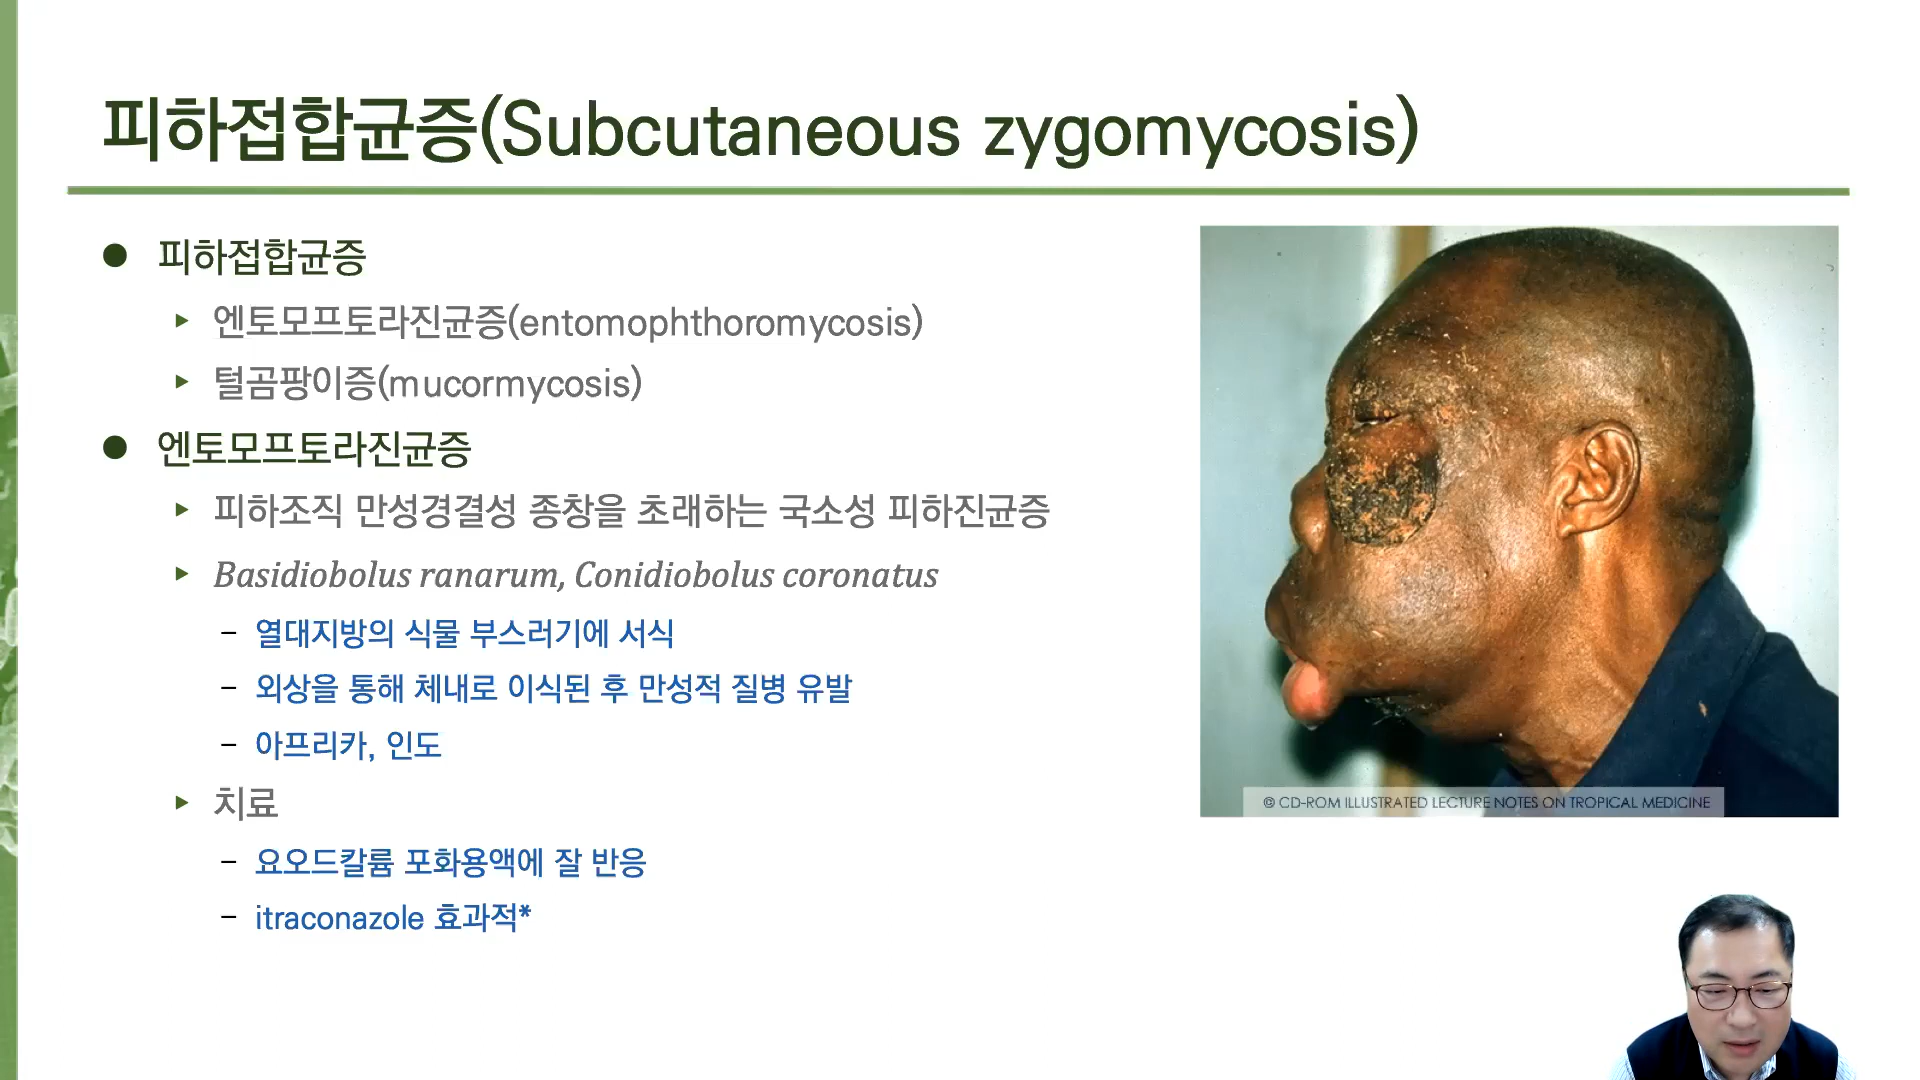 피하접합균증(Subcutaneous zygomycosis)
● 피하접합균증
▸ 엔토모프토라진균증(entomophthoromycosis)
▸ 털곰팡이증(mucormycosis)
● 엔토모프토라진균증
▸ 피하조직 만성경결성 종창을 초래하는 국소성 피하진균증
▸ Basidiobolus ranarum, Conidiobolus coronatus
– 열대지방의 식물 부스러기에 서식
– 외상을 통해 체내로 이식된 후 만성적 질병 유발
– 아프리카, 인도
▸ 치료
– 요오드칼륨 포화용액에 잘 반응
– itraconazole 효과적*
© CD-ROM ILLUSTRATED LECTURE NOTES ON TROPICAL MEDICINE